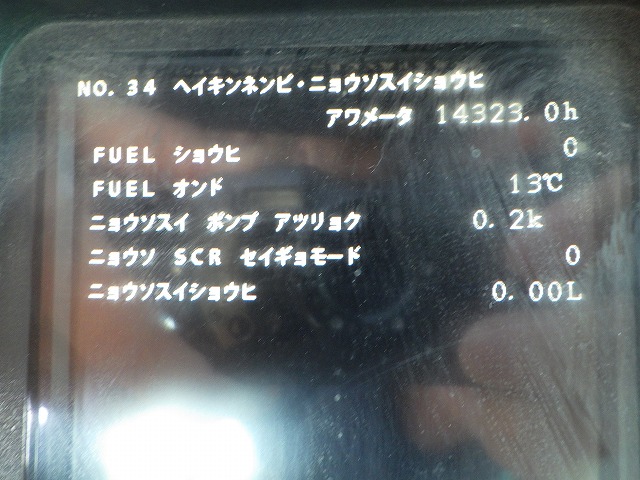 NO. 34 ヘイキンネンピ・ニョウソスイショウヒ
アワメータ 14323.0h
FUEL ショウヒ 0
FUEL オンド 13℃
ニョウソスイ ポンプ アツリョク 0.2k
ニョウソ SCR セイギョモード 0
ニョウソスイショウヒ 0.00L